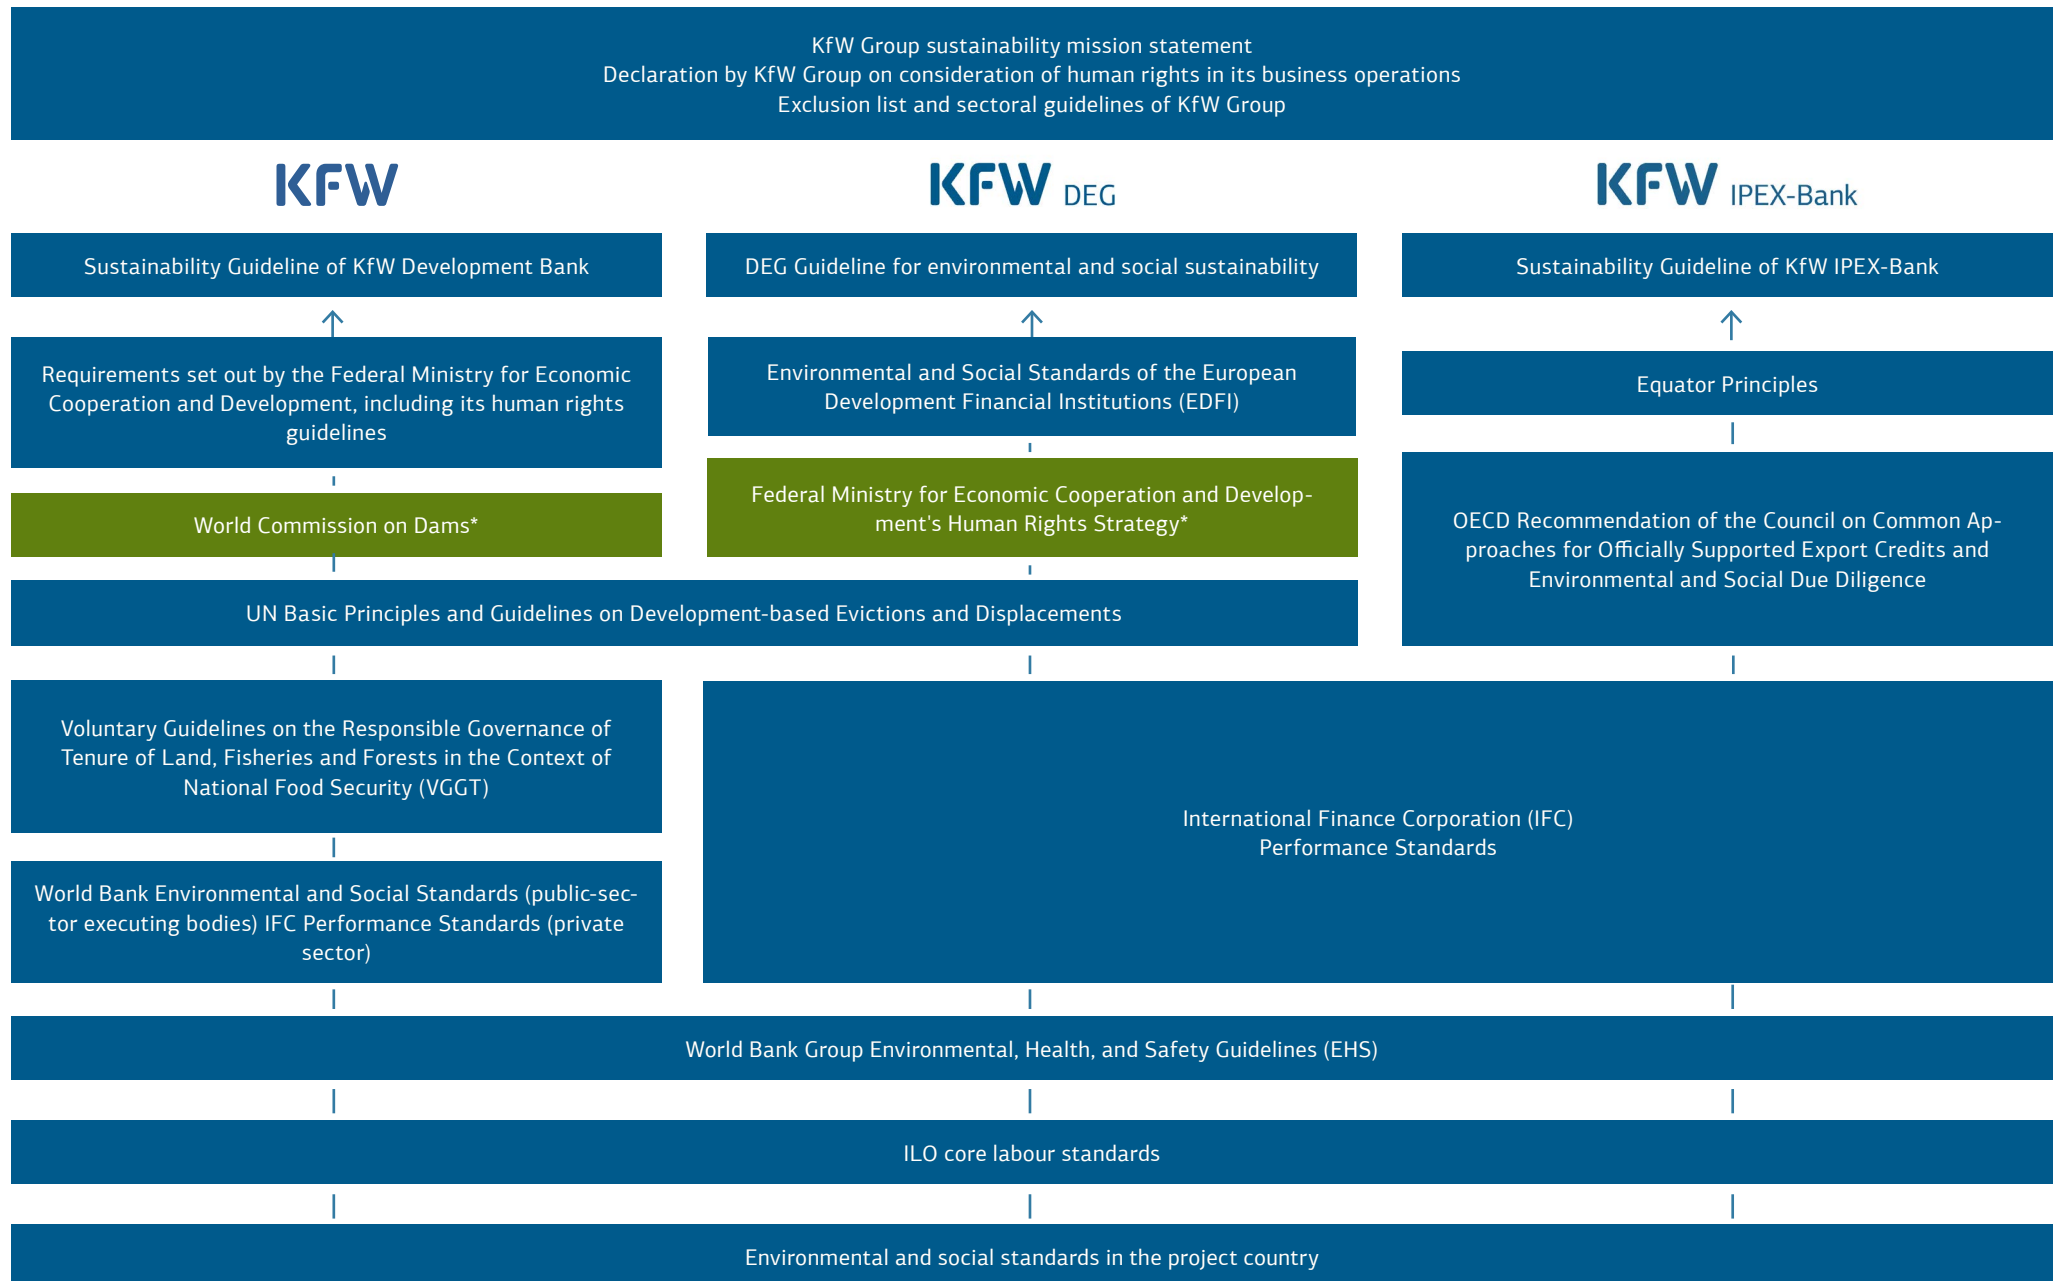 KfW Group sustainability mission statement
Declaration by KfW Group on consideration of human rights in its business operations
Exclusion list and sectoral guidelines of KfW Group
KFW
KFW DEG
KFW IPEX-Bank
Sustainability Guideline of KfW Development Bank
DEG Guideline for environmental and social sustainability
Sustainability Guideline of KfW IPEX-Bank
Requirements set out by the Federal Ministry for Economic
Cooperation and Development, including its human rights
guidelines
Environmental and Social Standards of the European
Development Financial Institutions (EDFI)
Equator Principles
World Commission on Dams*
Federal Ministry for Economic Cooperation and Develop-
ment's Human Rights Strategy*
OECD Recommendation of the Council on Common Ap-
proaches for Officially Supported Export Credits and
Environmental and Social Due Diligence
UN Basic Principles and Guidelines on Development-based Evictions and Displacements
Voluntary Guidelines on the Responsible Governance of
Tenure of Land, Fisheries and Forests in the Context of
National Food Security (VGGT)
International Finance Corporation (IFC)
Performance Standards
World Bank Environmental and Social Standards (public-sec-
tor executing bodies) IFC Performance Standards (private
sector)
World Bank Group Environmental, Health, and Safety Guidelines (EHS)
ILO core labour standards
Environmental and social standards in the project country